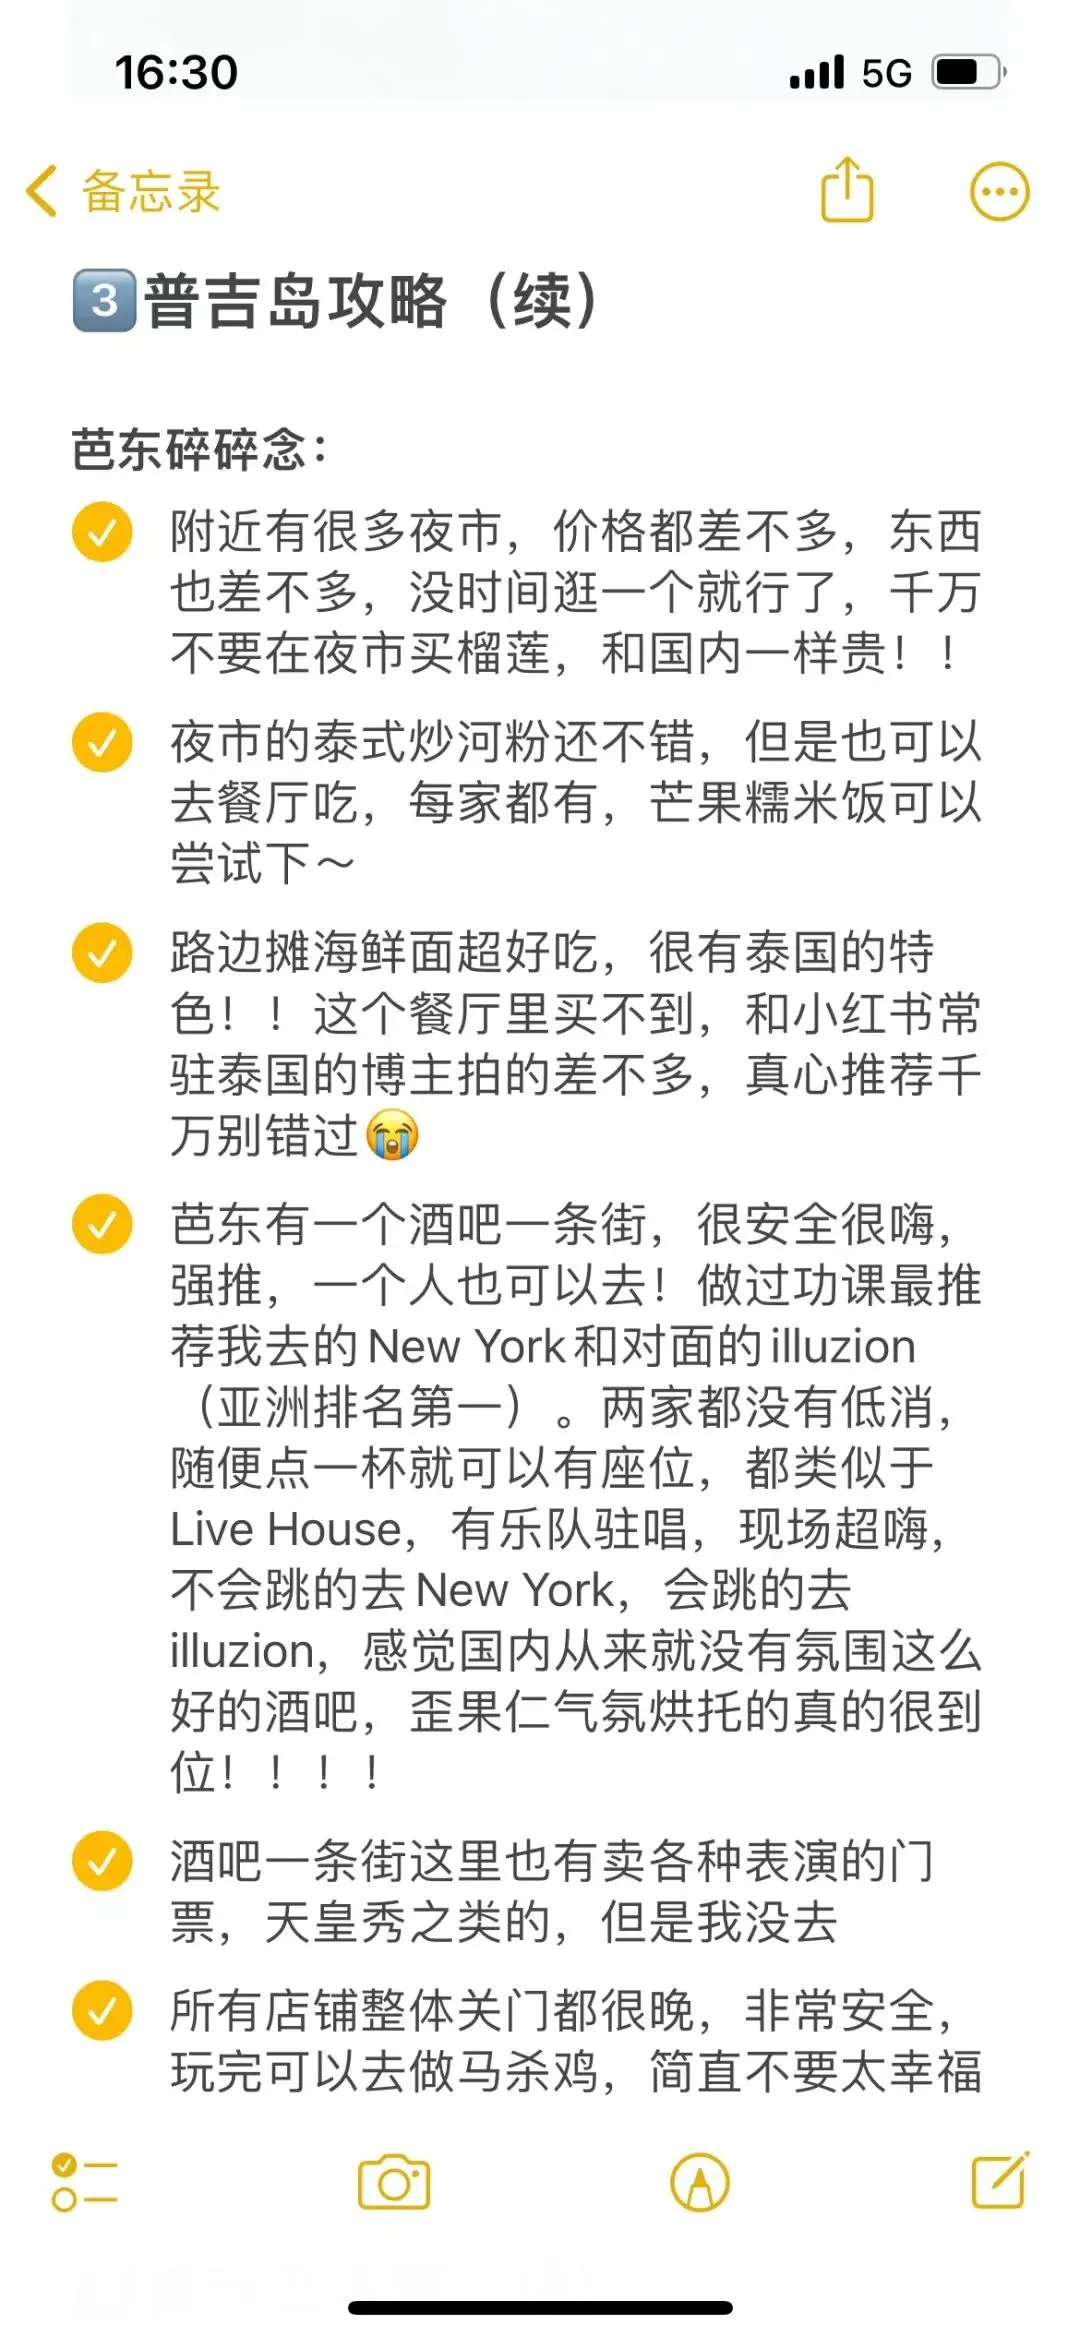 16:30
5G
备忘录
3普吉岛攻略（续）
芭东碎碎念：
附近有很多夜市，价格都差不多，东西
也差不多，没时间逛一个就行了，千万
不要在夜市买榴莲，和国内一样贵！！
夜市的泰式炒河粉还不错，但是也可以
去餐厅吃，每家都有，芒果糯米饭可以
尝试下～
路边摊海鲜面超好吃，很有泰国的特
色！！这个餐厅里买不到，和小红书常
驻泰国的博主拍的差不多，真心推荐千
万别错过😭
芭东有一个酒吧一条街，很安全很嗨，
强推，一个人也可以去！做过功课最推
荐我去的New York和对面的illuzion
（亚洲排名第一）。两家都没有低消，
随便点一杯就可以有座位，都类似于
Live House，有乐队驻唱，现场超嗨，
不会跳的去New York，会跳的去
illuzion，感觉国内从来就没有氛围这么
好的酒吧，歪果仁气氛烘托的真的很到
位！！！！
酒吧一条街这里也有卖各种表演的门
票，天皇秀之类的，但是我没去
所有店铺整体关门都很晚，非常安全，
玩完可以去做马杀鸡，简直不要太幸福